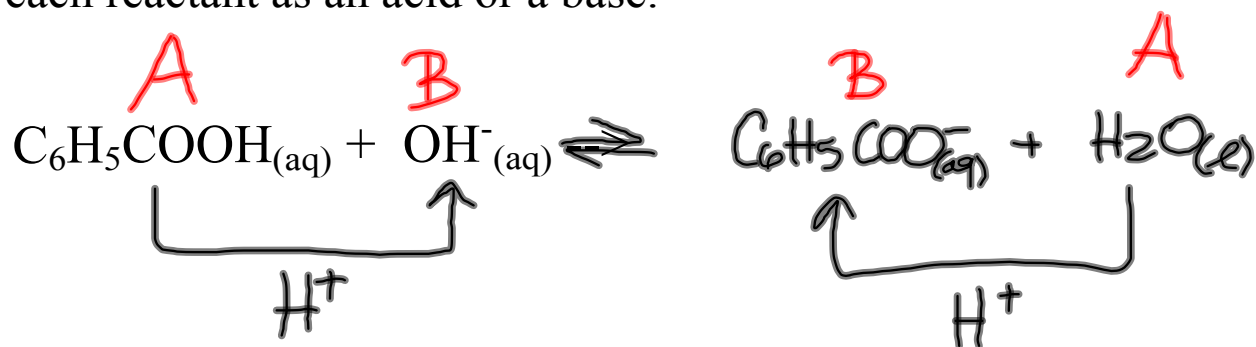 each reactant as an acid or a base.
A B B A
C₆H₅COOH(aq) + OH⁻(aq) ⇌ C6H5COO⁻(aq) + H2O(l)
H⁺ H⁺